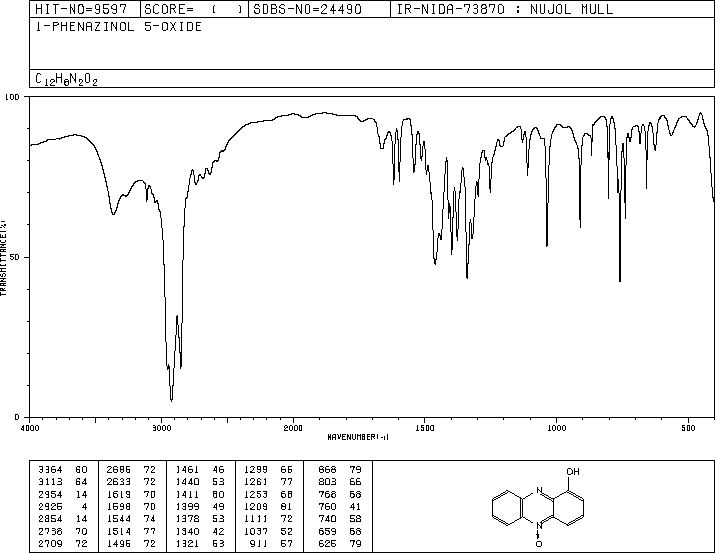 HIT-NO=9597 SCORE= ( ) SDBS-NO=24490 IR-NIDA-73870 : NUJOL MULL
1-PHENAZINOL 5-OXIDE
C12H8N2O2
100
TRANSMITTANCE(%)
50
0
4000 3000 2000 1500 1000 500
WAVENUMBER(-1)
3364 60 2686 72 1461 46 1299 66 868 79
3113 64 2633 72 1440 53 1261 77 803 66
2954 14 1619 70 1411 60 1253 68 768 68
2925 4 1598 70 1399 49 1209 81 760 41
2854 14 1544 74 1378 53 1111 72 740 58
2736 70 1514 77 1340 42 1037 52 659 68
2709 72 1495 72 1321 53 911 57 625 79
OH
N
N
O